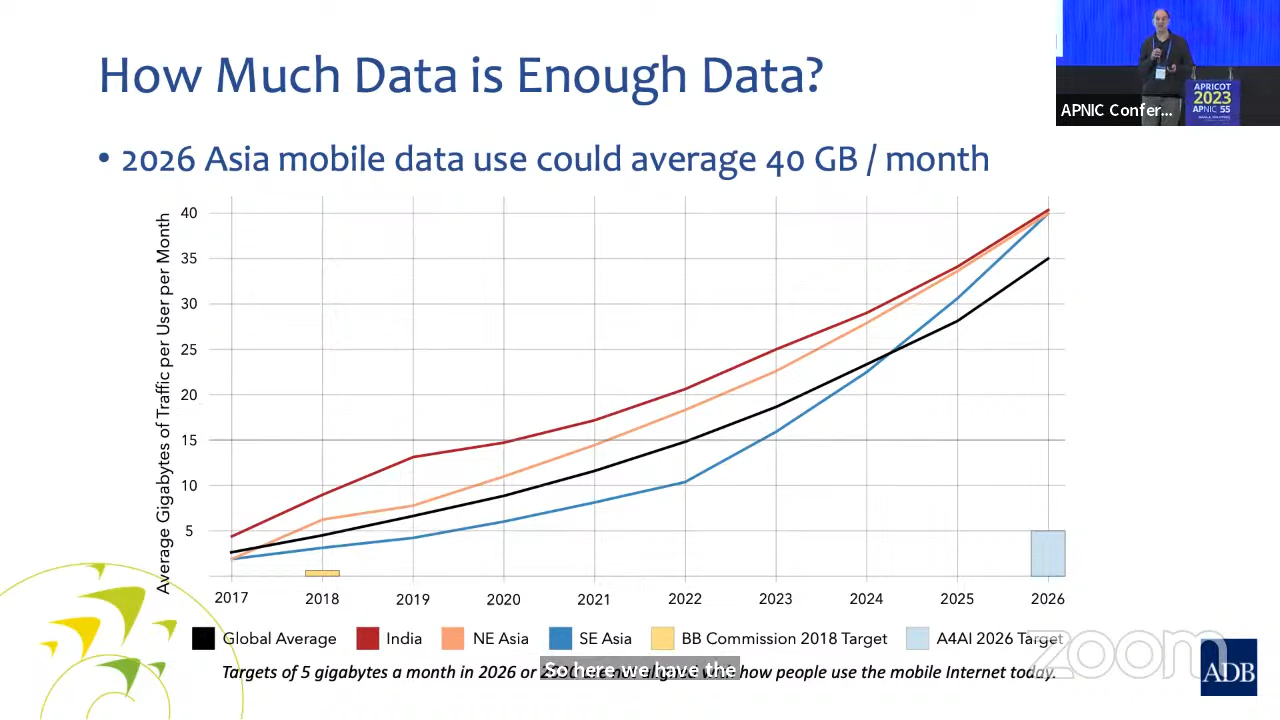 How Much Data is Enough Data?
APRICOT
2023
APNIC 55
APNIC Confer...
• 2026 Asia mobile data use could average 40 GB / month
Average Gigabytes of Traffic per User per Month
40
35
30
25
20
15
10
5
2017 2018 2019 2020 2021 2022 2023 2024 2025 2026
Global Average India NE Asia SE Asia BB Commission 2018 Target A4AI 2026 Target
zoom
So here we have the
Targets of 5 gigabytes a month in 2026 or how people use the mobile Internet today.
ADB